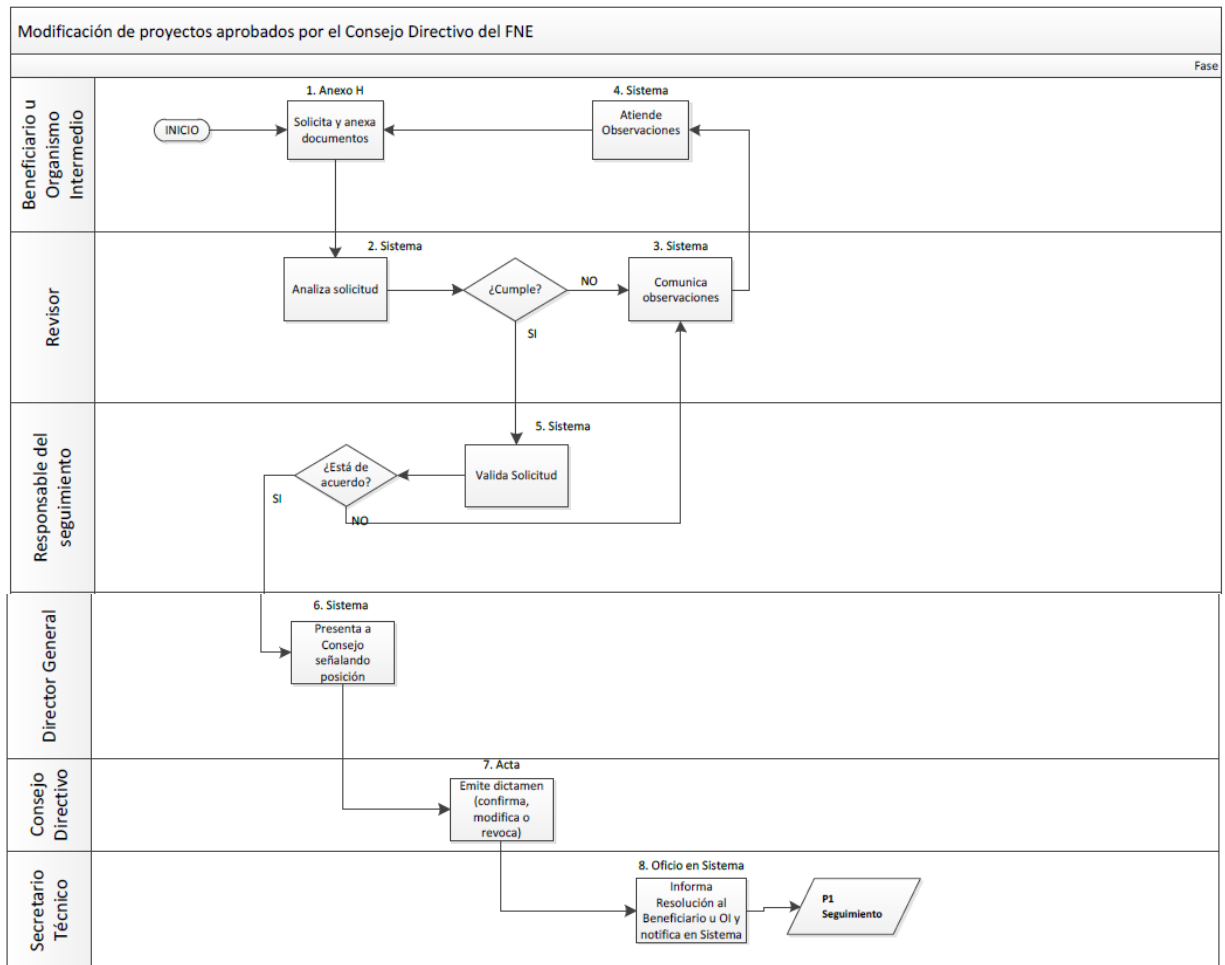 Modificación de proyectos aprobados por el Consejo Directivo del FNE
Fase
Beneficiario u
Organismo
Intermedio
INICIO
1. Anexo H
Solicita y anexa
documentos
4. Sistema
Atiende
Observaciones
Revisor
2. Sistema
Analiza solicitud
¿Cumple?
NO
SI
3. Sistema
Comunica
observaciones
Responsable del
seguimiento
5. Sistema
Valida Solicitud
¿Está de
acuerdo?
SI
NO
Director General
6. Sistema
Presenta a
Consejo
señalando
posición
Consejo
Directivo
7. Acta
Emite dictamen
(confirma,
modifica o
revoca)
Secretario
Técnico
8. Oficio en Sistema
Informa
Resolución al
Beneficiario u OI y
notifica en Sistema
P1
Seguimiento